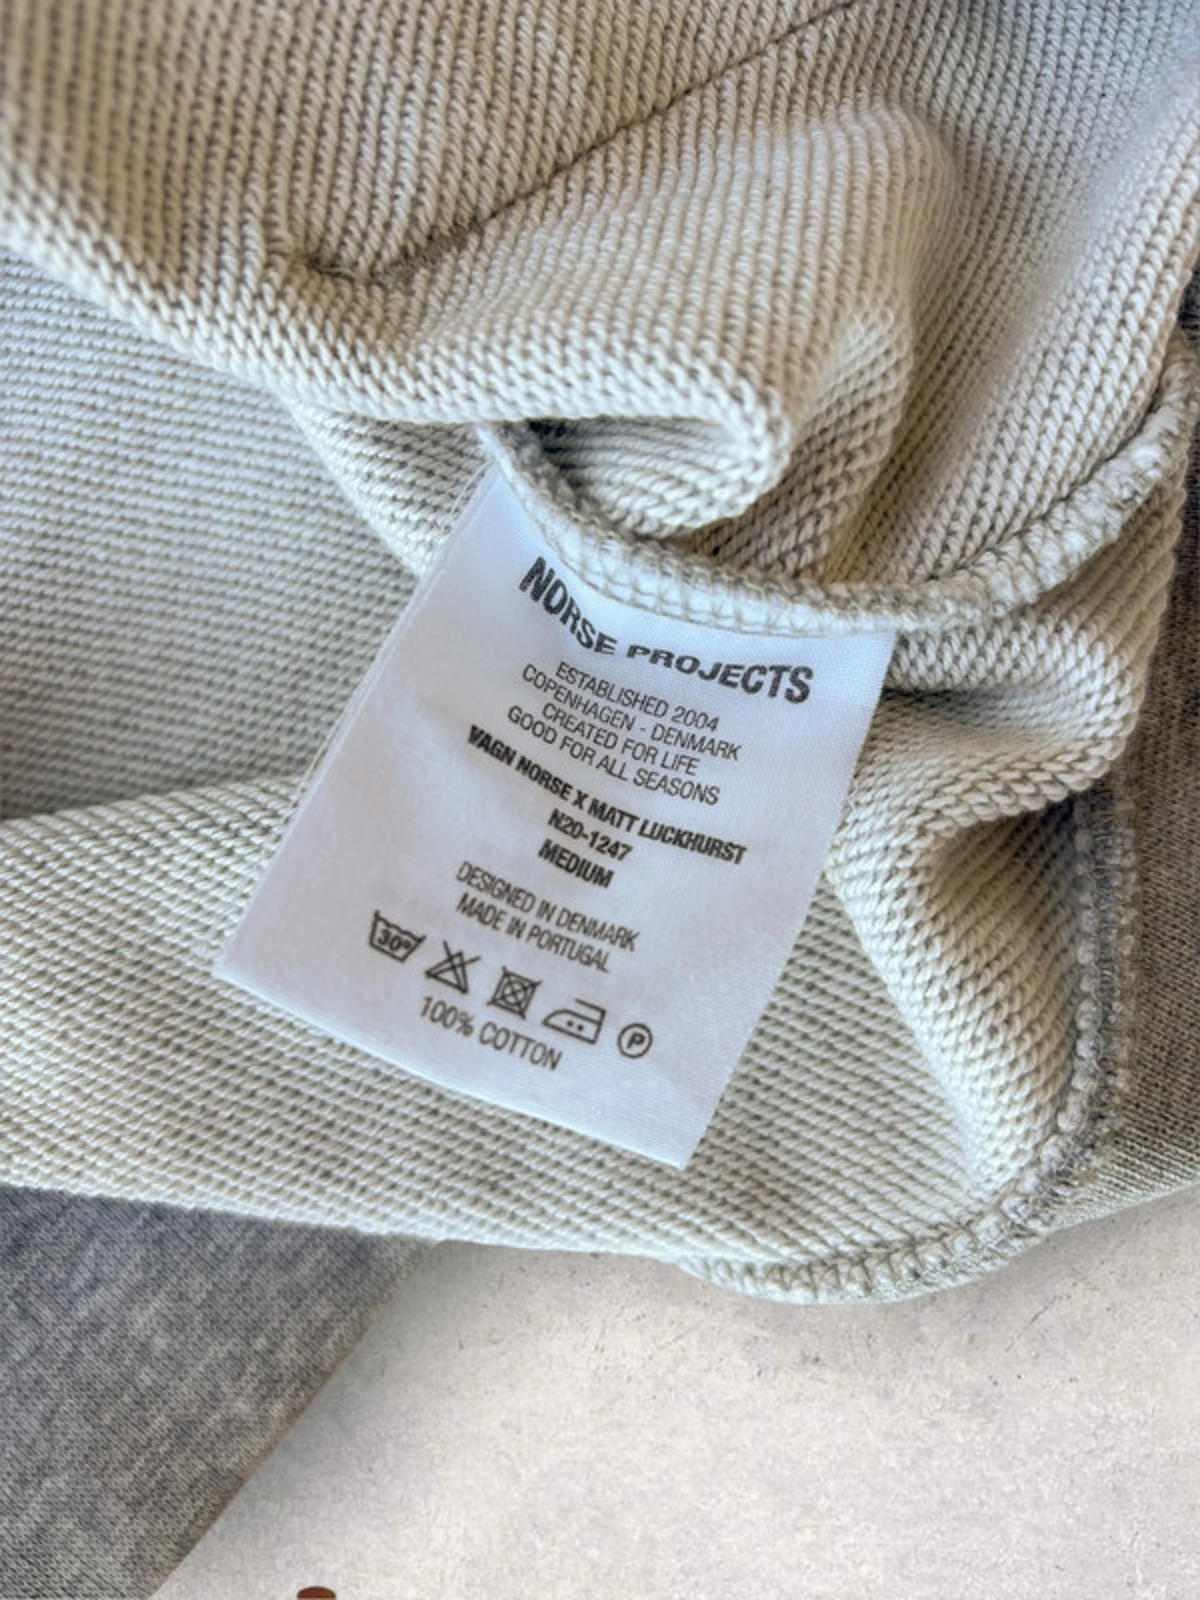 NORSE PROJECTS
ESTABLISHED 2004
COPENHAGEN - DENMARK
CREATED FOR LIFE
GOOD FOR ALL SEASONS
VAGN NORSE X MATT LUCKHURST
N20-1247
MEDIUM
DESIGNED IN DENMARK
MADE IN PORTUGAL
30° P
100% COTTON